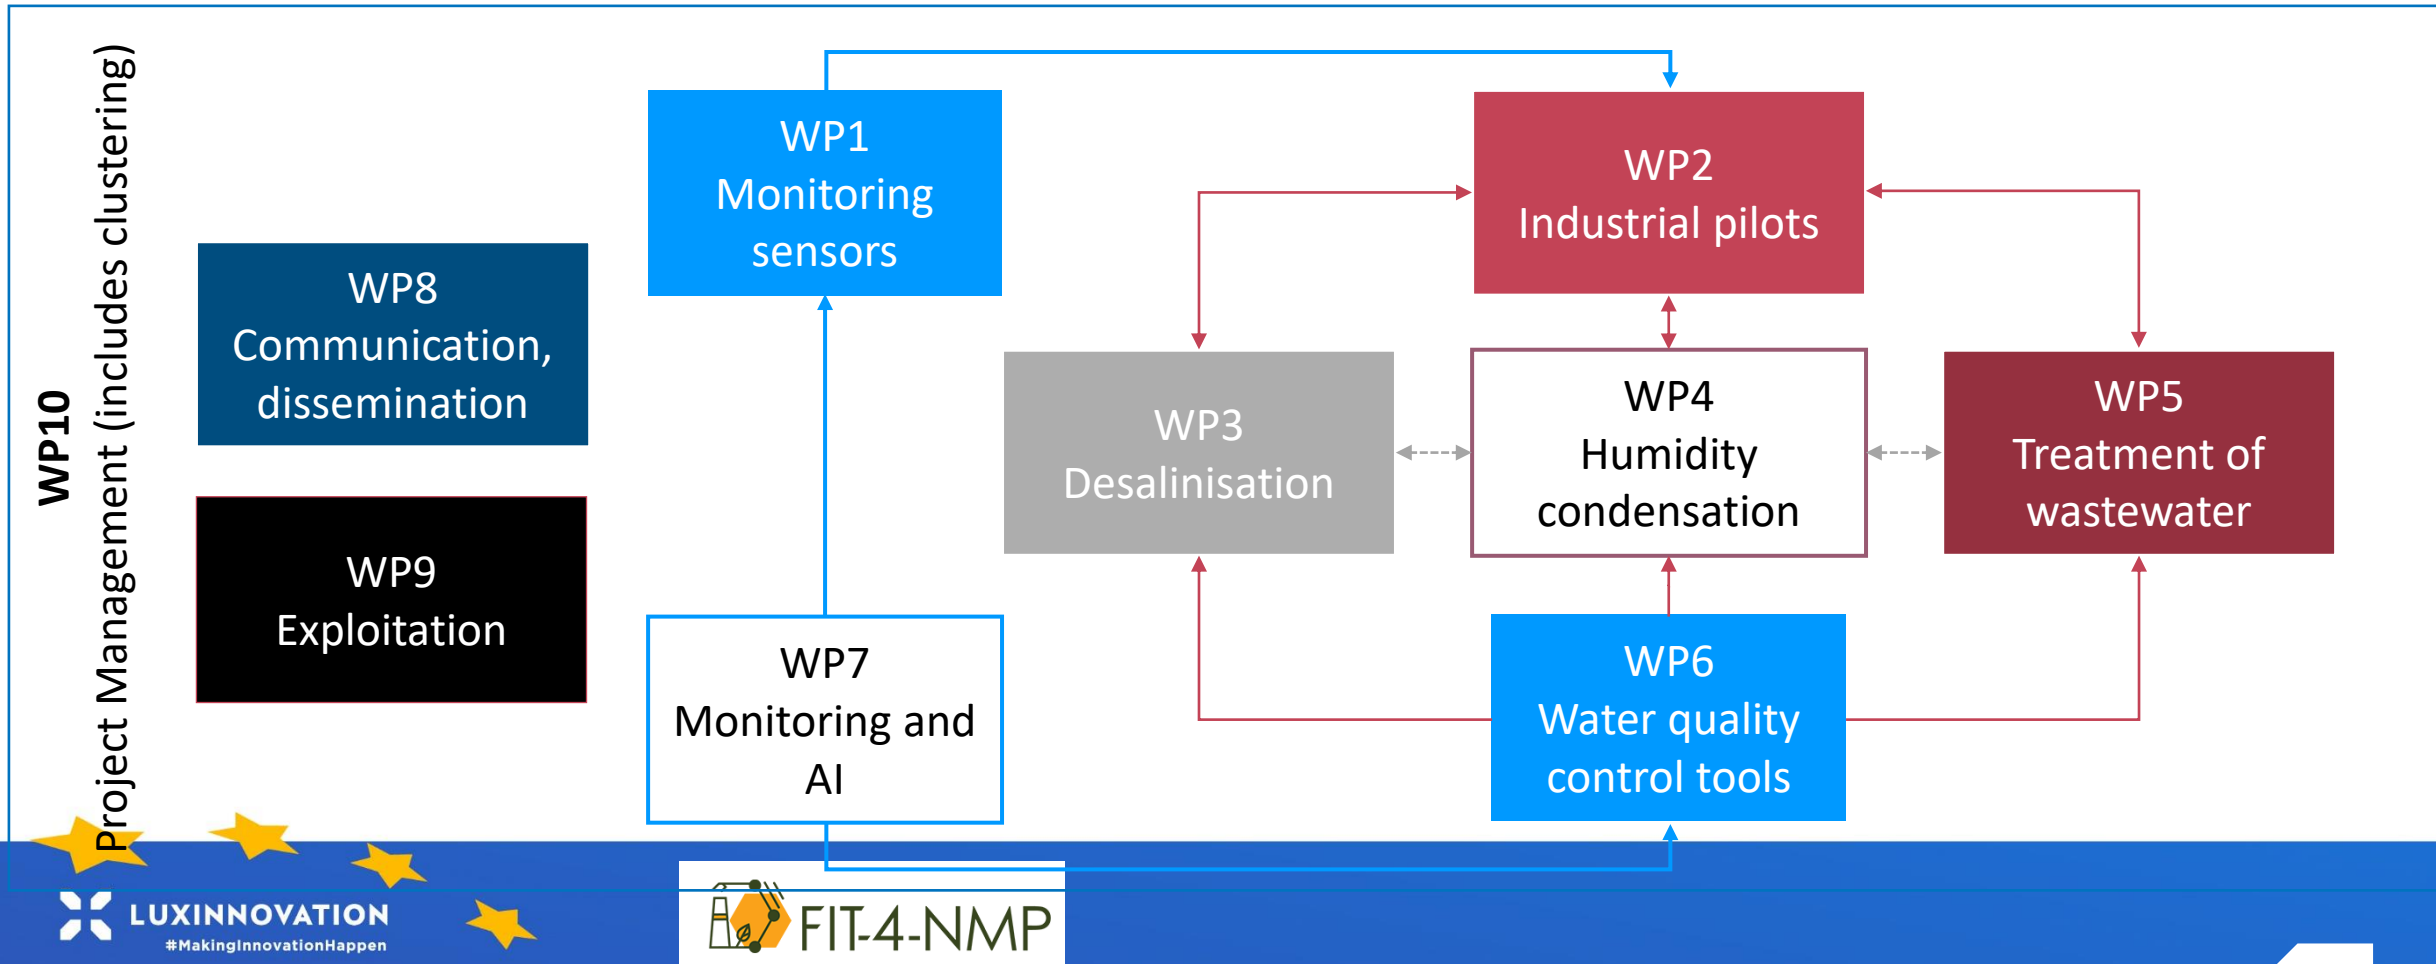 WP10
Project Management (includes clustering)
WP8
Communication,
dissemination
WP9
Exploitation
WP1
Monitoring
sensors
WP7
Monitoring and
AI
WP2
Industrial pilots
WP3
Desalinisation
WP4
Humidity
condensation
WP5
Treatment of
wastewater
WP6
Water quality
control tools
LUXINNOVATION
#MakingInnovationHappen
FIT-4-NMP